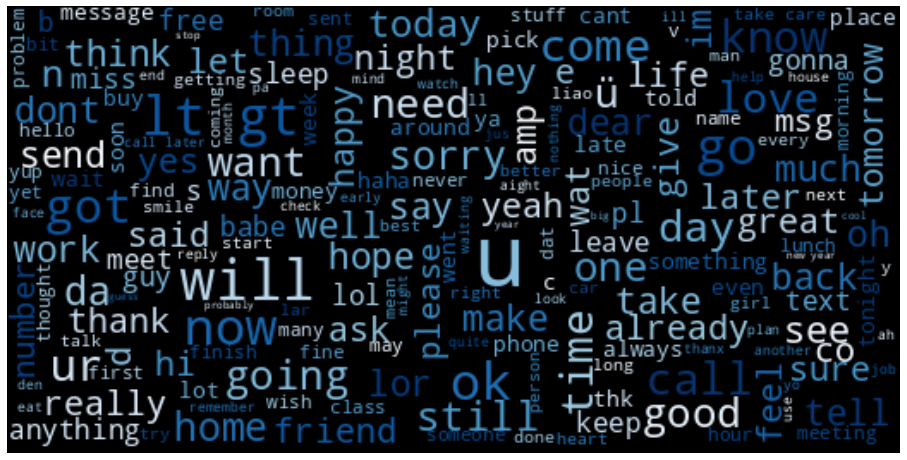 message
free
room
sent
stuff
cant
ill
take care
place
b
stop
today
pick
v
im
know
problem
bit
think
let
thing
night
come
man
gonna
n
miss
end
getting
sleep
mind
watch
hey
e
ü
life
help
house
tomorrow
dont
buy
lt
coming
month
gt
pa
week
happy
need
ll
liao
told
love
morning
hello
soon
call later
around
ya
jus
amp
dear
name
msg
send
yes
want
haha
sorry
nothing
better
late
give
every
much
yup
yet
wait
find
s
way
money
never
aight
nice
people
wat
go
face
smile
check
early
say
yeah
pl
later
next
got
said
babe
well
best
waiting
big
day
great
cool
work
meet
reply
start
hope
went
year
dat
leave
lunch
oh
number
thought
da
guy
will
probably
lol
mean
might
please
u
c
look
one
something
new year
back
y
guess
right
car
even
girl
text
tonight
thank
now
lar
many
may
ask
make
quite
phone
time
take
already
plan
see
ah
talk
ur
first
d
hi
finish
fine
always
thanx
another
co
den
lot
going
wish
lor
ok
person
long
call
feel
sure
job
eat
really
remember
class
still
thk
use
yo
tell
anything
try
home
friend
someone
done
heart
keep
good
hour
meeting